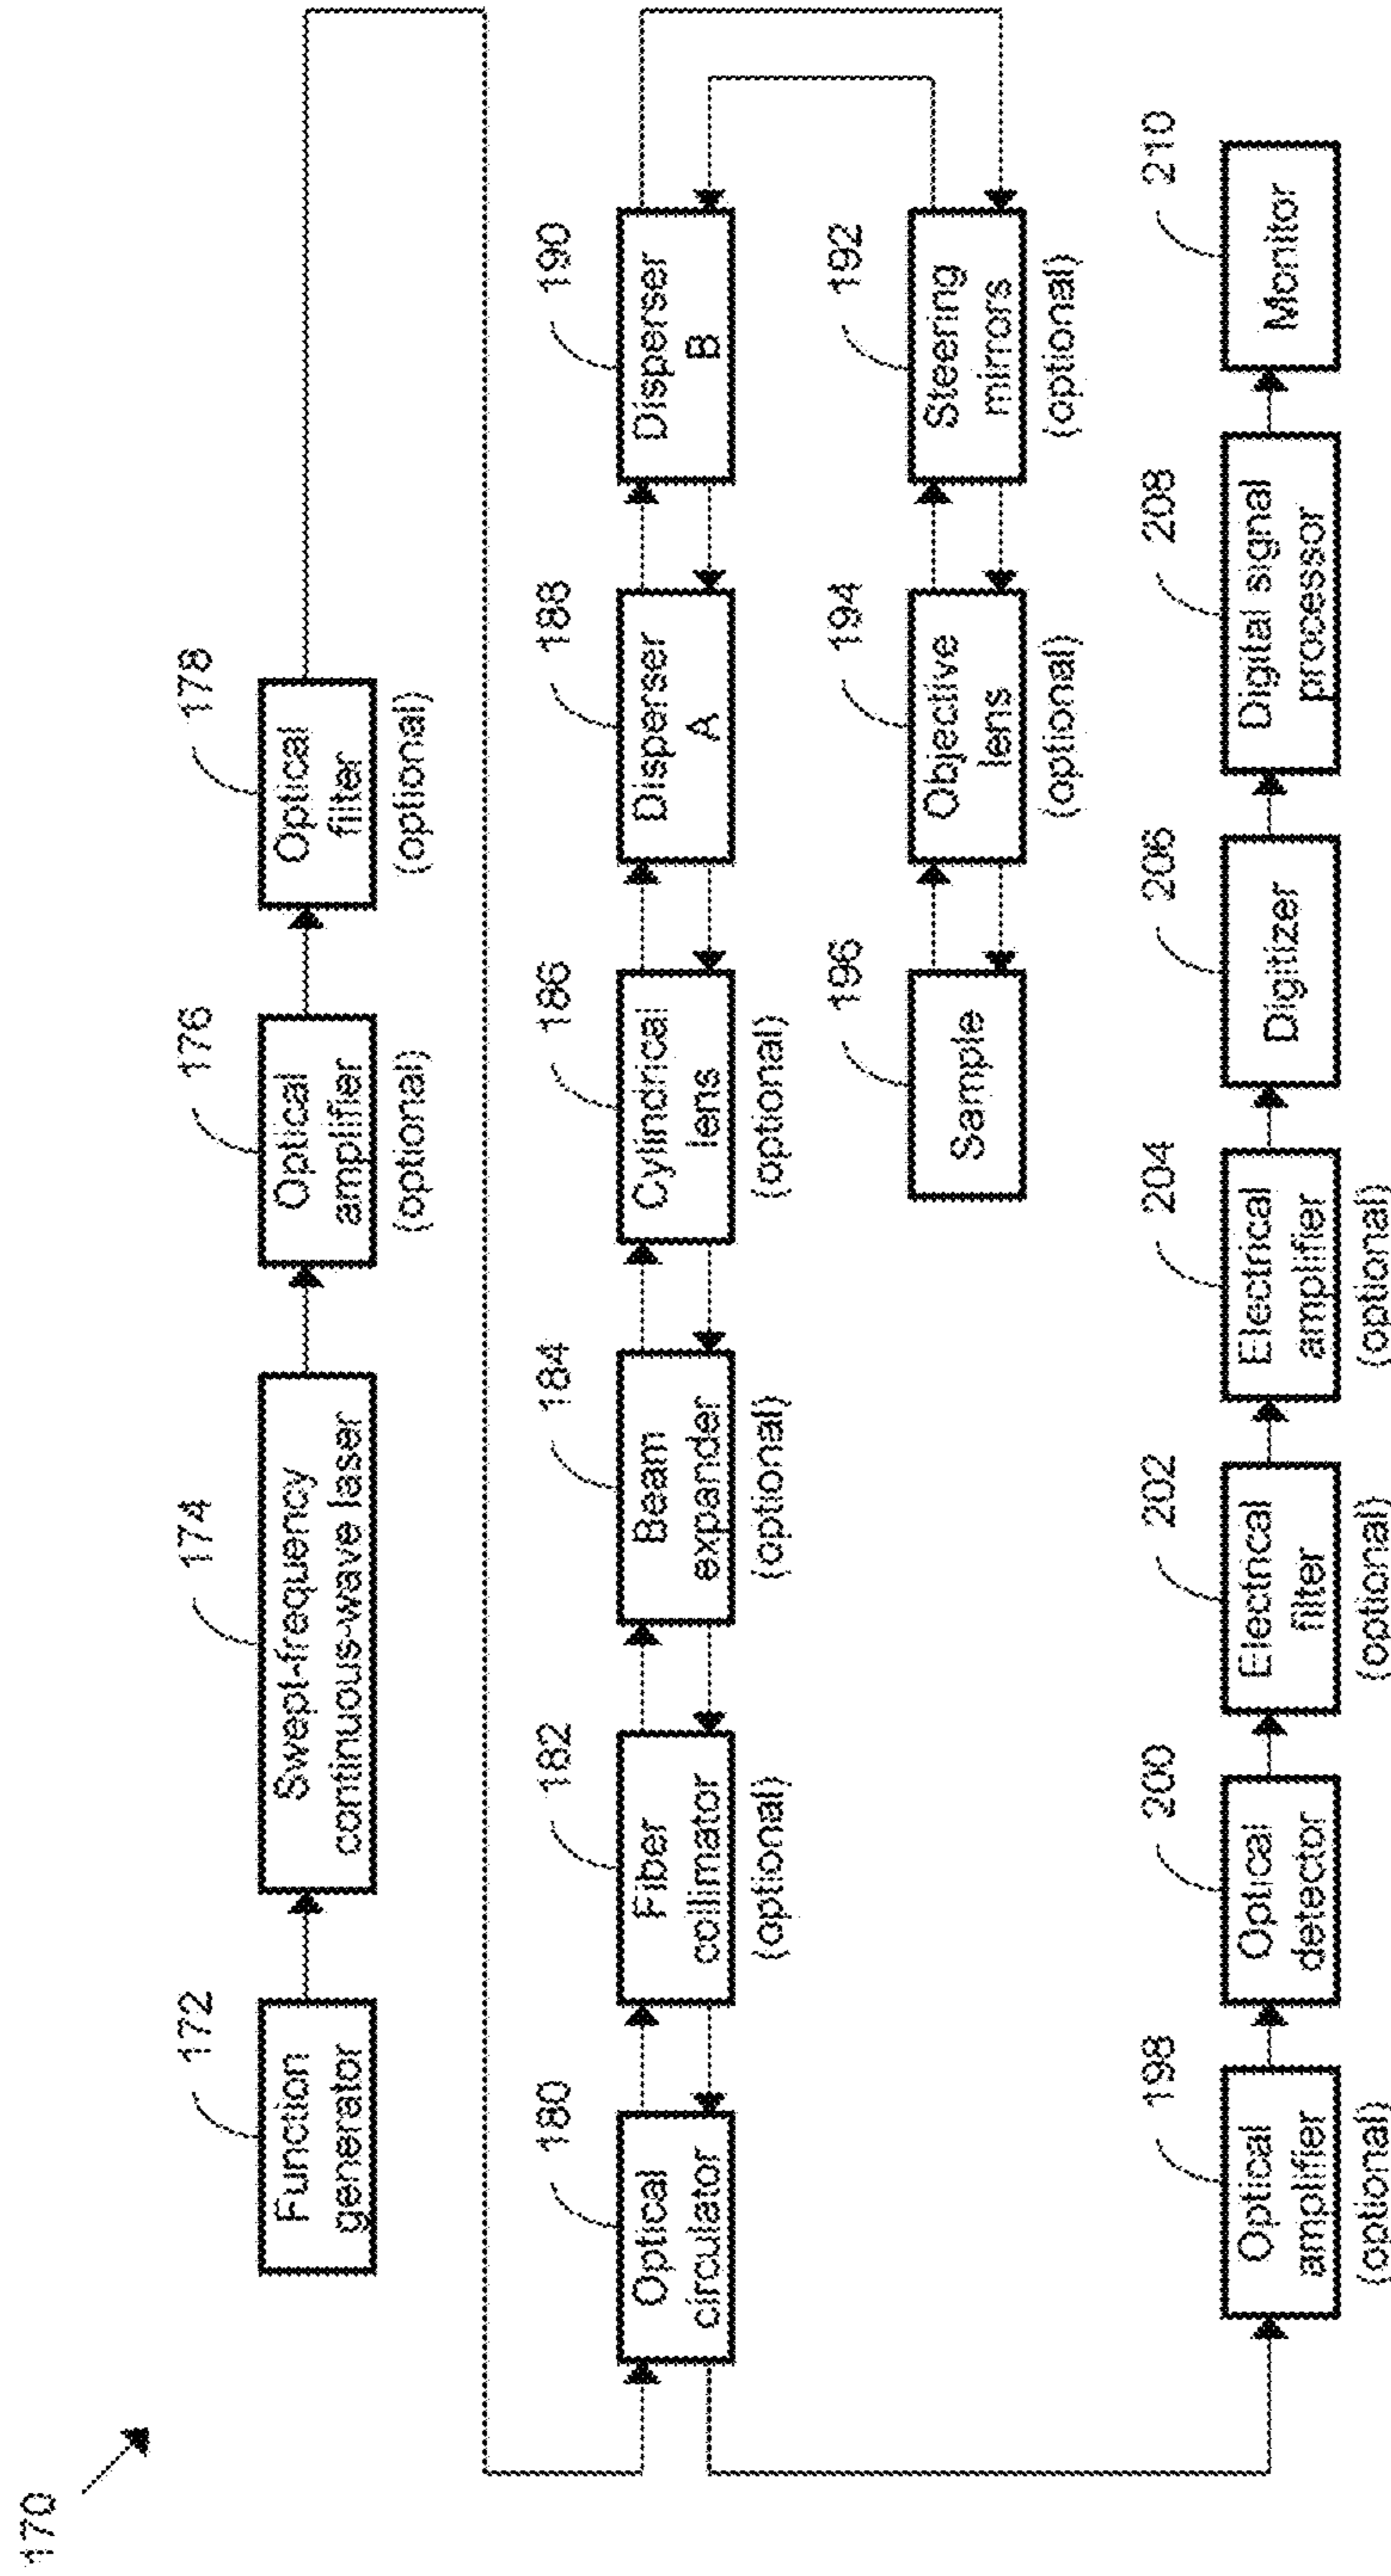 170
172
Function
generator
174
Swept-frequency
continuous-wave laser
176
Optical
amplifier
(optional)
178
Optical
filter
(optional)
180
Optical
circulator
182
Fiber
collimator
(optional)
184
Beam
expander
(optional)
186
Cylindrical
lens
(optional)
188
Disperser
A
190
Disperser
B
196
Sample
194
Objective
lens
(optional)
192
Steering
mirrors
(optional)
198
Optical
amplifier
(optional)
200
Optical
detector
202
Electrical
filter
(optional)
204
Electrical
amplifier
(optional)
206
Digitizer
208
Digital signal
processor
210
Monitor